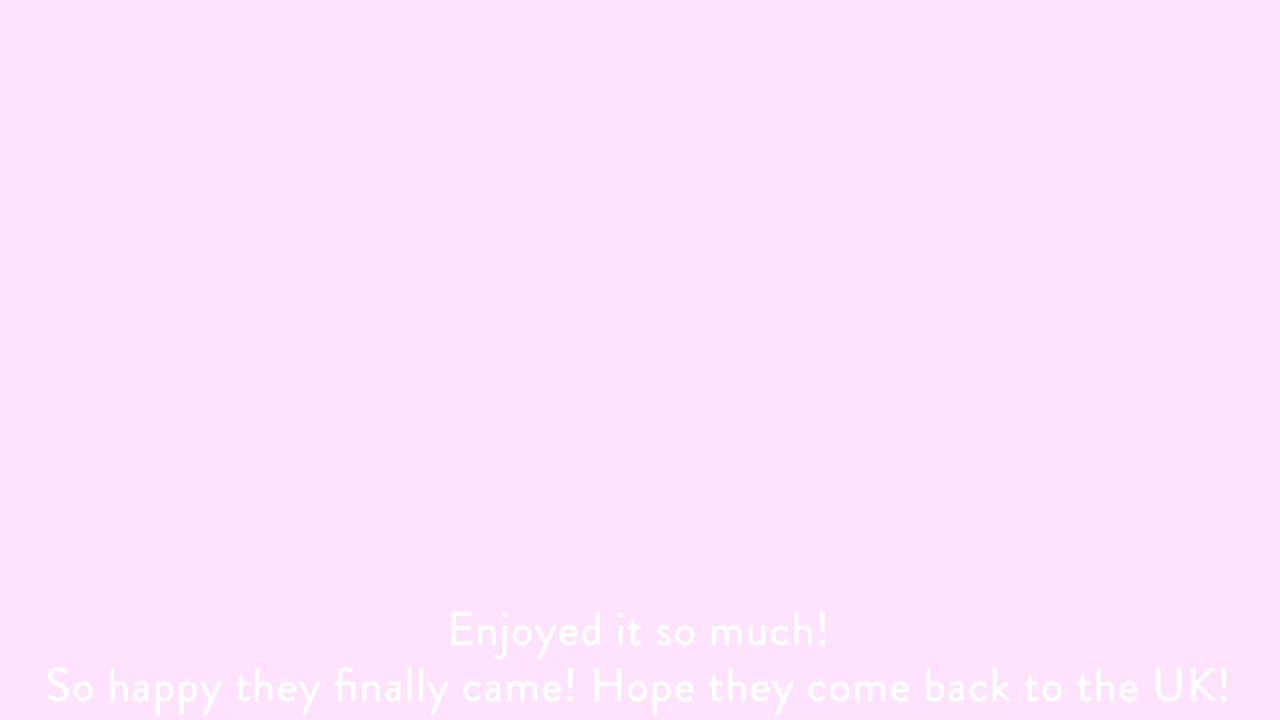 Enjoyed it so much!
So happy they finally came! Hope they come back to the UK!